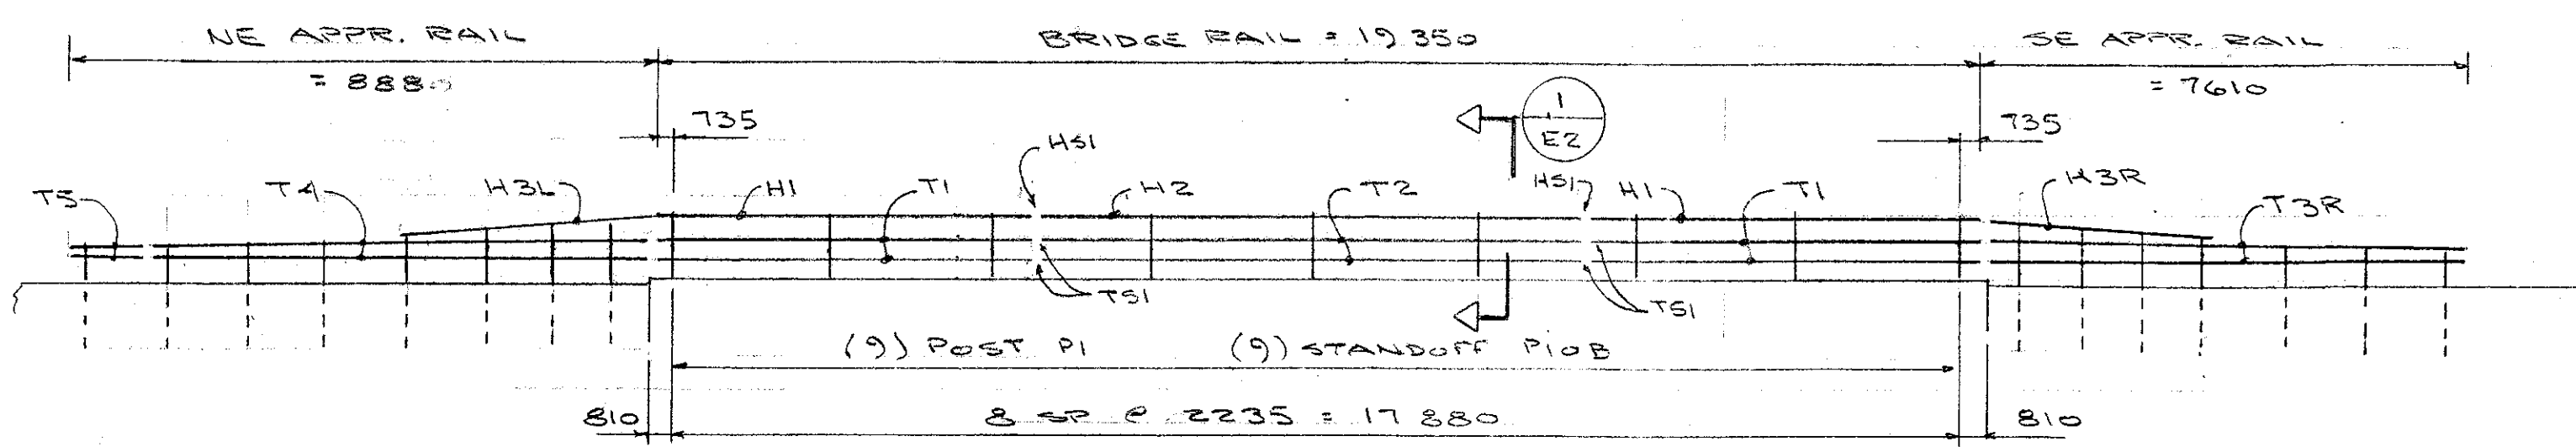 NE APPR. RAIL
BRIDGE RAIL = 19 350
SE APPR. RAIL
= 7610
735
1
E2
735
HS1
T5
T4
H3L
H1
T1
H2
T2
HS1
H1
T1
H3R
T3R
TS1
TS1
(9) POST P1
(9) STANDOFF P10B
810
8 SP @ 2235 = 17 880
810